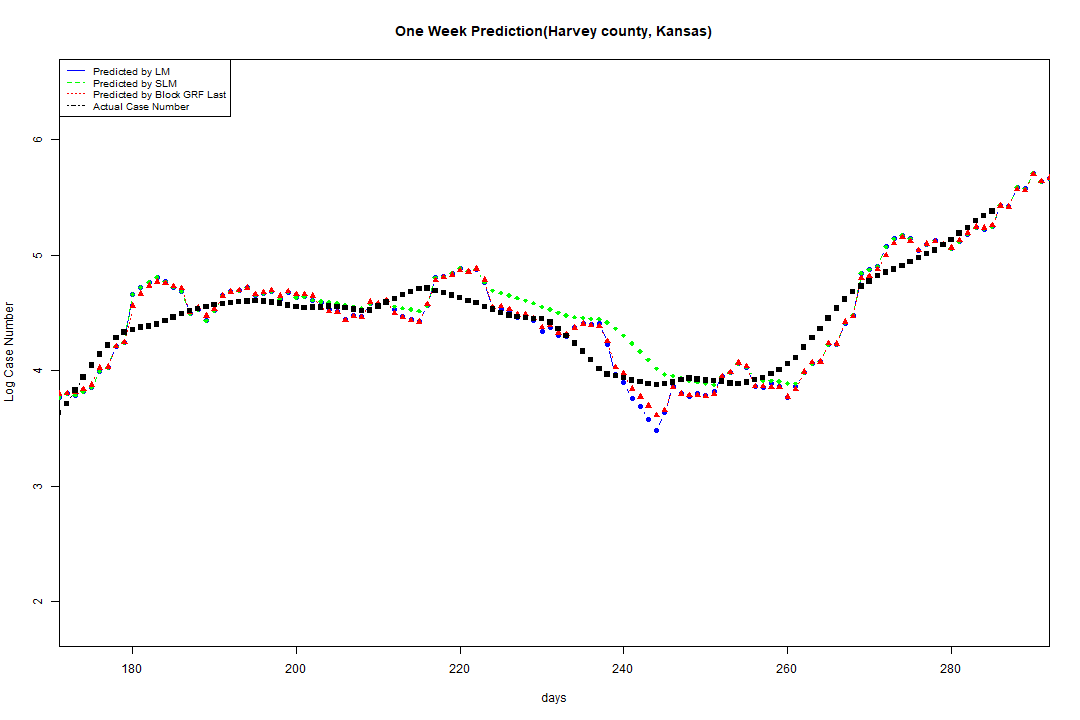 One Week Prediction(Harvey county, Kansas)
Predicted by LM
Predicted by SLM
Predicted by Block GRF Last
Actual Case Number
6
5
4
3
2
Log Case Number
180 200 220 240 260 280
days